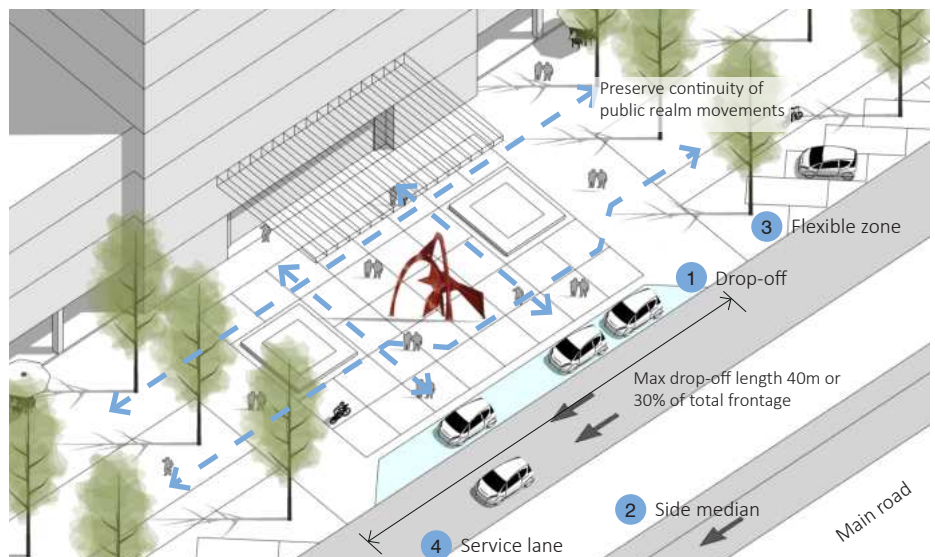 Preserve continuity of
public realm movements
3 Flexible zone
1 Drop-off
Max drop-off length 40m or
30% of total frontage
2 Side median
Main road
4 Service lane